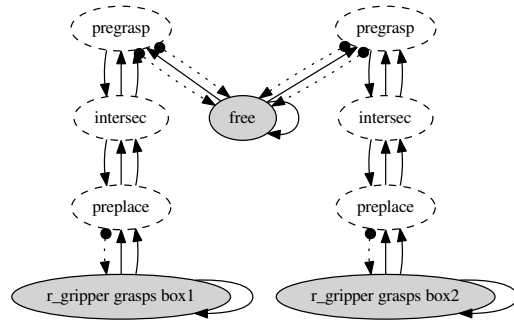 pregrasp pregrasp
intersec free intersec
preplace preplace
r_gripper grasps box1 r_gripper grasps box2